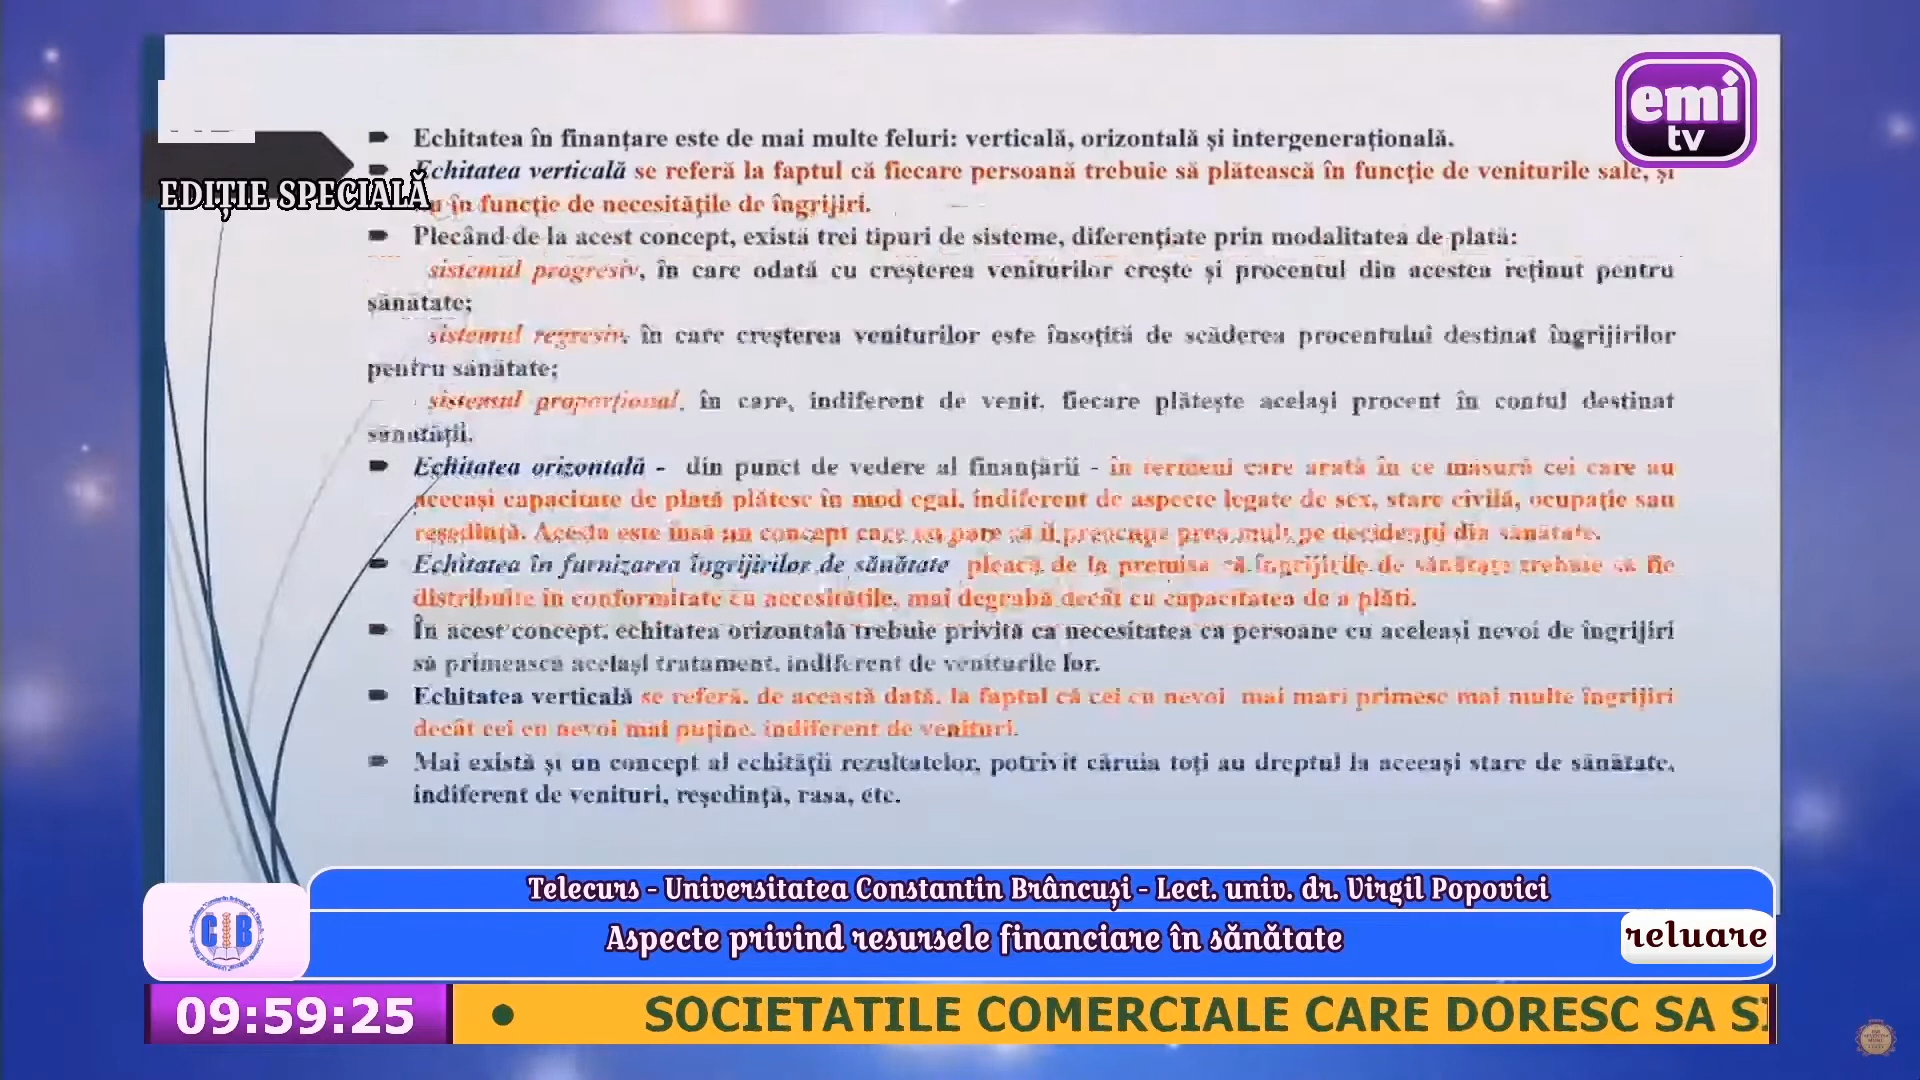 emi
tv
Echitatea în finanțare este de mai multe feluri: verticală, orizontală și intergenerațională.
Echitatea verticală se referă la faptul că fiecare persoană trebuie să plătească în funcție de veniturile sale, și
EDIȚIE SPECIALĂ
în funcție de necesitățile de îngrijiri.
Plecând de la acest concept, există trei tipuri de sisteme, diferențiate prin modalitatea de plată:
sistemul progresiv, în care odată cu creșterea veniturilor crește și procentul din acestea reținut pentru
sănătate;
sistemul regresiv, în care creșterea veniturilor este însoțită de scăderea procentului destinat îngrijirilor
pentru sănătate;
sistemul proporțional, în care, indiferent de venit, fiecare plătește același procent în contul destinat
sănătății.
Echitatea orizontală - din punct de vedere al finanțării - în termeni care arată în ce măsură cei care au
aceeași capacitate de plată plătesc în mod egal, indiferent de aspecte legate de sex, stare civilă, ocupație sau
reședință. Acesta este însă un concept care nu pare să îi preocupe prea mult pe decidenții din sănătate.
Echitatea în furnizarea îngrijirilor de sănătate pleacă de la premisa că îngrijirile de sănătate trebuie să fie
distribuite în conformitate cu necesitățile, mai degrabă decât cu capacitatea de a plăti.
În acest concept, echitatea orizontală trebuie privită ca necesitatea ca persoane cu aceleași nevoi de îngrijiri
să primească același tratament, indiferent de veniturile lor.
Echitatea verticală se referă, de această dată, la faptul că cei cu nevoi mai mari primesc mai multe îngrijiri
decât cei cu nevoi mai puține, indiferent de venituri.
Mai există și un concept al echității rezultatelor, potrivit căruia toți au dreptul la aceeași stare de sănătate,
indiferent de venituri, reședință, rasa, etc.
Telecurs - Universitatea Constantin Brâncuși - Lect. univ. dr. Virgil Popovici
Aspecte privind resursele financiare în sănătate
reluare
CIB
09:59:25
• SOCIETATILE COMERCIALE CARE DORESC SA